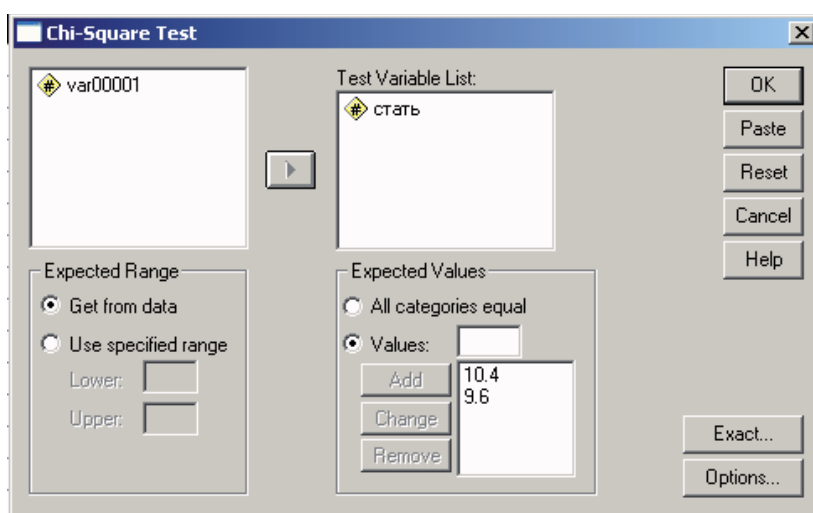 Chi-Square Test
var00001
Test Variable List:
стать
OK
Paste
Reset
Cancel
Help
Expected Range
Get from data
Use specified range
Lower:
Upper:
Expected Values
All categories equal
Values:
Add
Change
Remove
10.4
9.6
Exact...
Options...